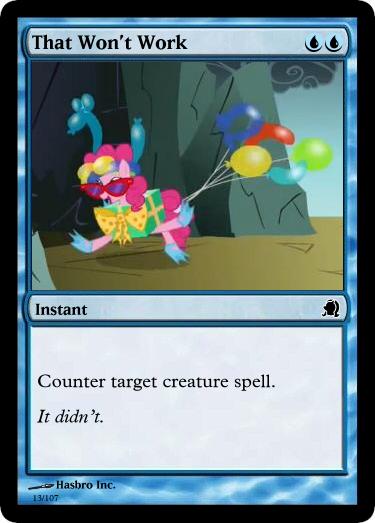 That Won't Work
Instant
Counter target creature spell.
It didn't.
Hasbro Inc.
13/107